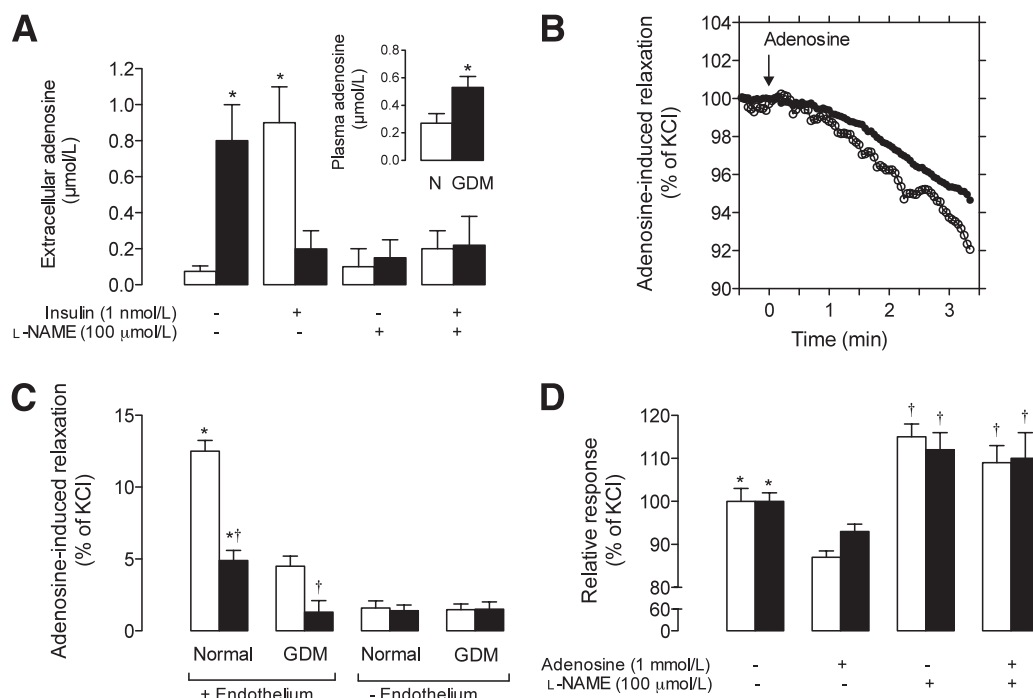 A
Extracellular adenosine
(μmol/L)
1.2
1.0
0.8
0.6
0.4
0.2
0.0
*
*
Plasma adenosine
(μmol/L)
0.8
0.6
0.4
0.2
0.0
*
N GDM
Insulin (1 nmol/L) - + - +
L-NAME (100 μmol/L) - - + +
B
Adenosine-induced relaxation
(% of KCl)
104
102
100
98
96
94
92
90
Adenosine
0 1 2 3
Time (min)
C
Adenosine-induced relaxation
(% of KCl)
15
10
5
0
*
*†
†
Normal GDM Normal GDM
+ Endothelium - Endothelium
D
Relative response
(% of KCl)
120
110
100
90
80
60
0
* *
† †
† †
Adenosine (1 mmol/L) - + - +
L-NAME (100 μmol/L) - - + +